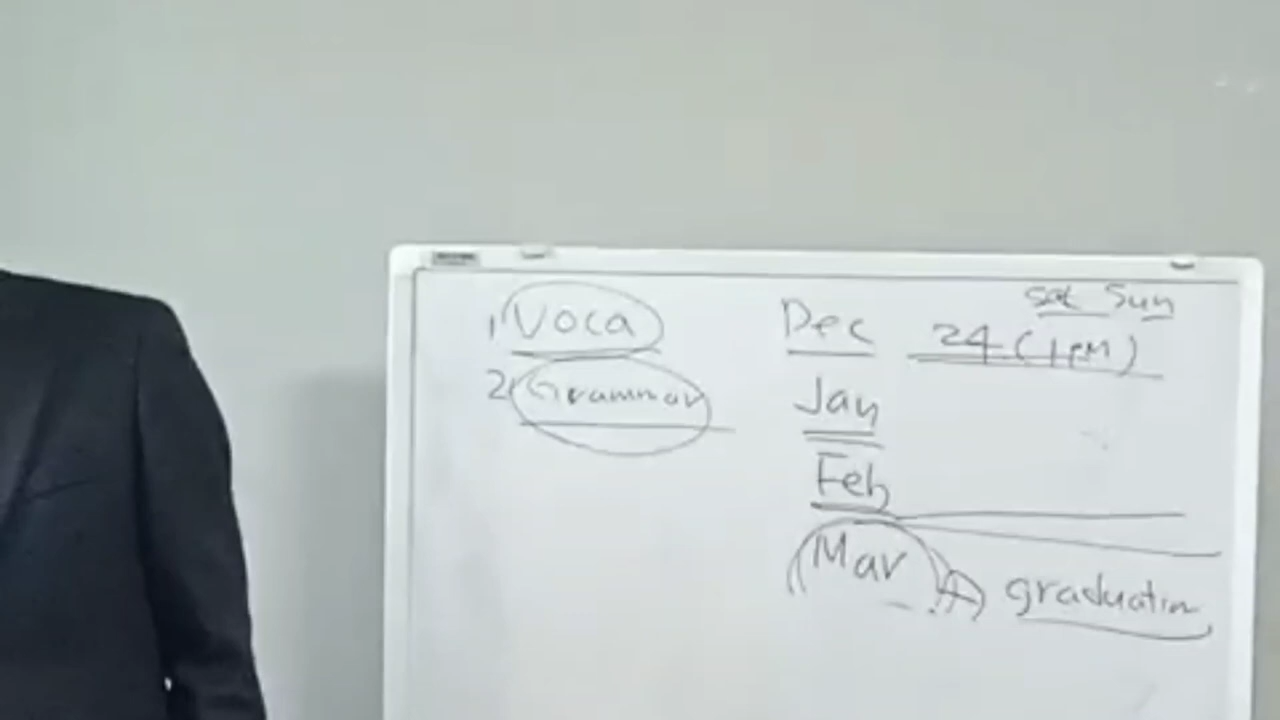 1, Voca
2, Grammar
Sat Sun
Dec 24 (1PM)
Jan
Feb
Mar graduation